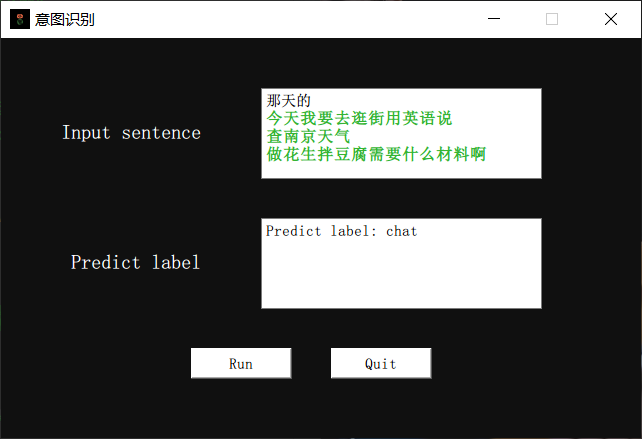 意图识别
Input sentence
那天的
今天我要去逛街用英语说
查南京天气
做花生拌豆腐需要什么材料啊
Predict label
Predict label: chat
Run
Quit